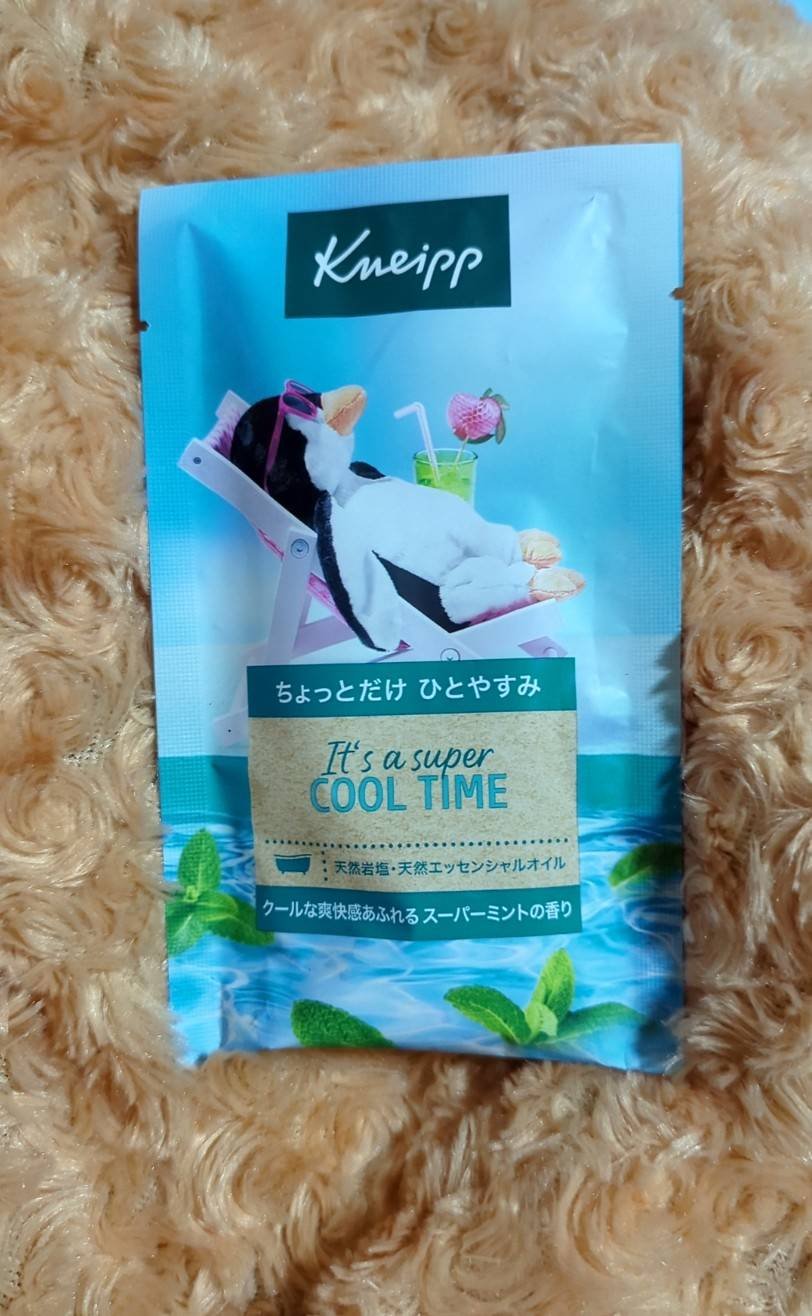 Kneipp
ちょっとだけ ひとやすみ
It's a super
COOL TIME
天然岩塩・天然エッセンシャルオイル
クールな爽快感あふれる スーパーミントの香り